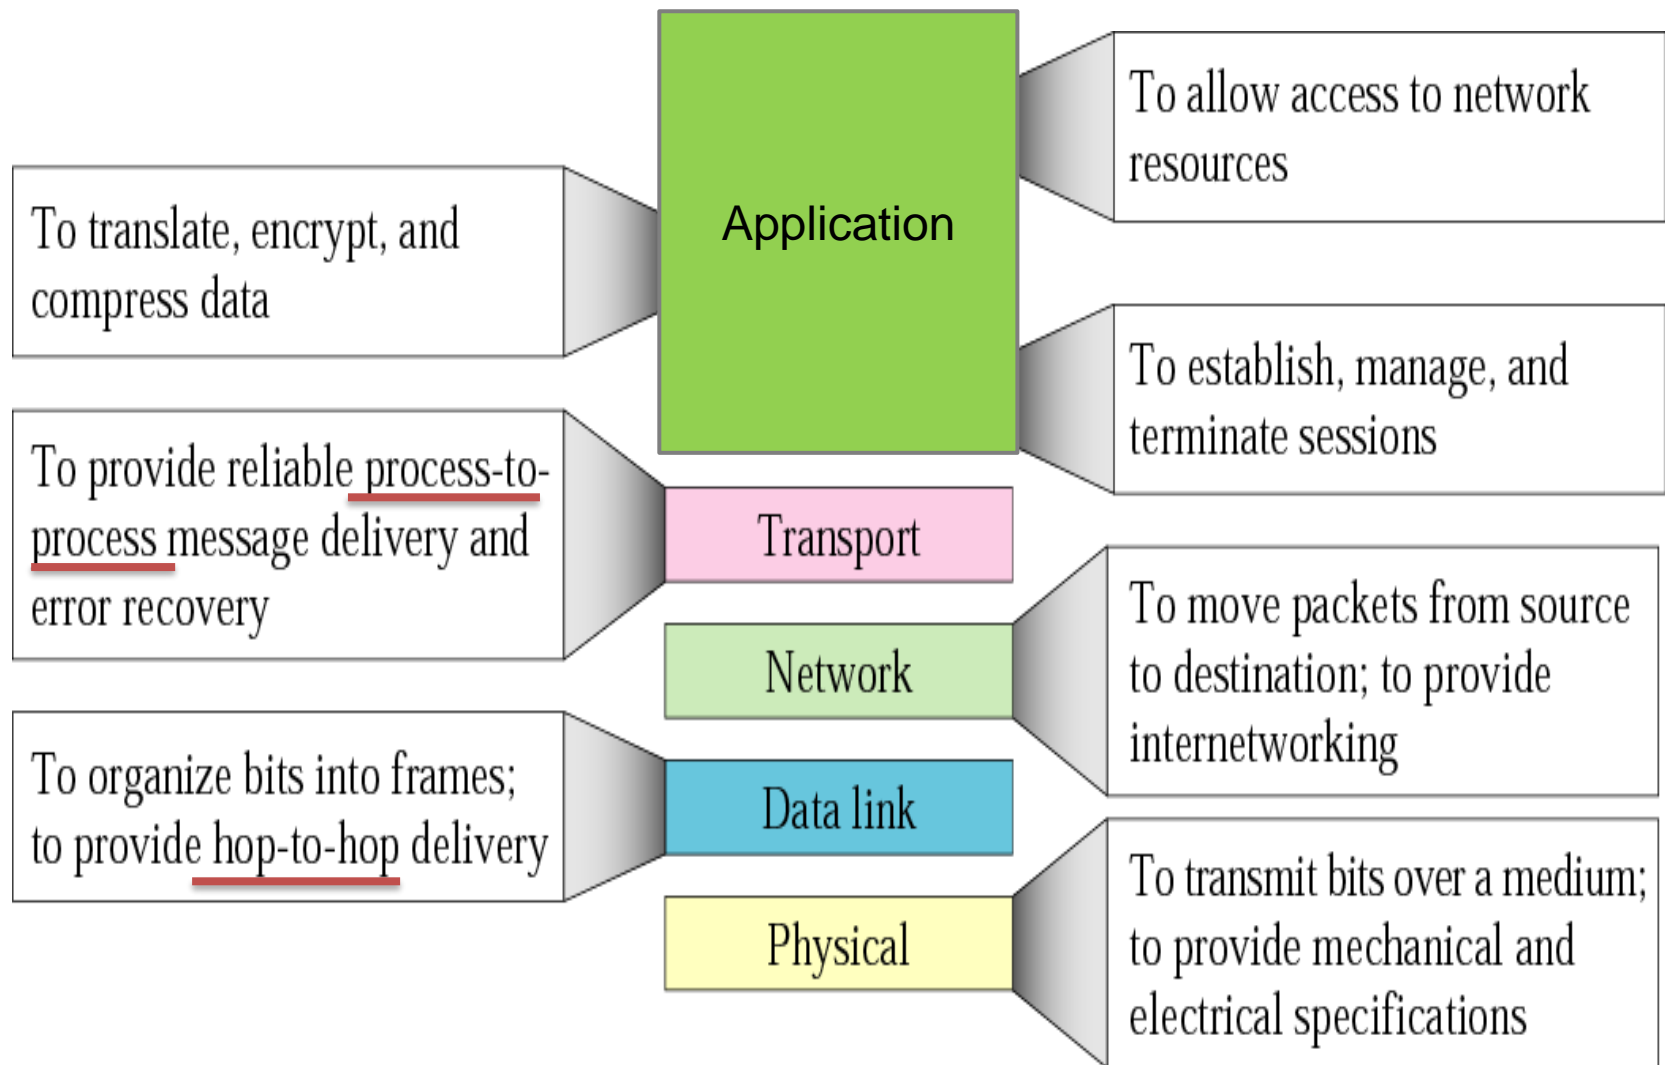 To allow access to network
resources
Application
To translate, encrypt, and
compress data
To establish, manage, and
terminate sessions
To provide reliable process-to-
process message delivery and
error recovery
Transport
To move packets from source
to destination; to provide
internetworking
Network
To organize bits into frames;
to provide hop-to-hop delivery
Data link
To transmit bits over a medium;
to provide mechanical and
electrical specifications
Physical